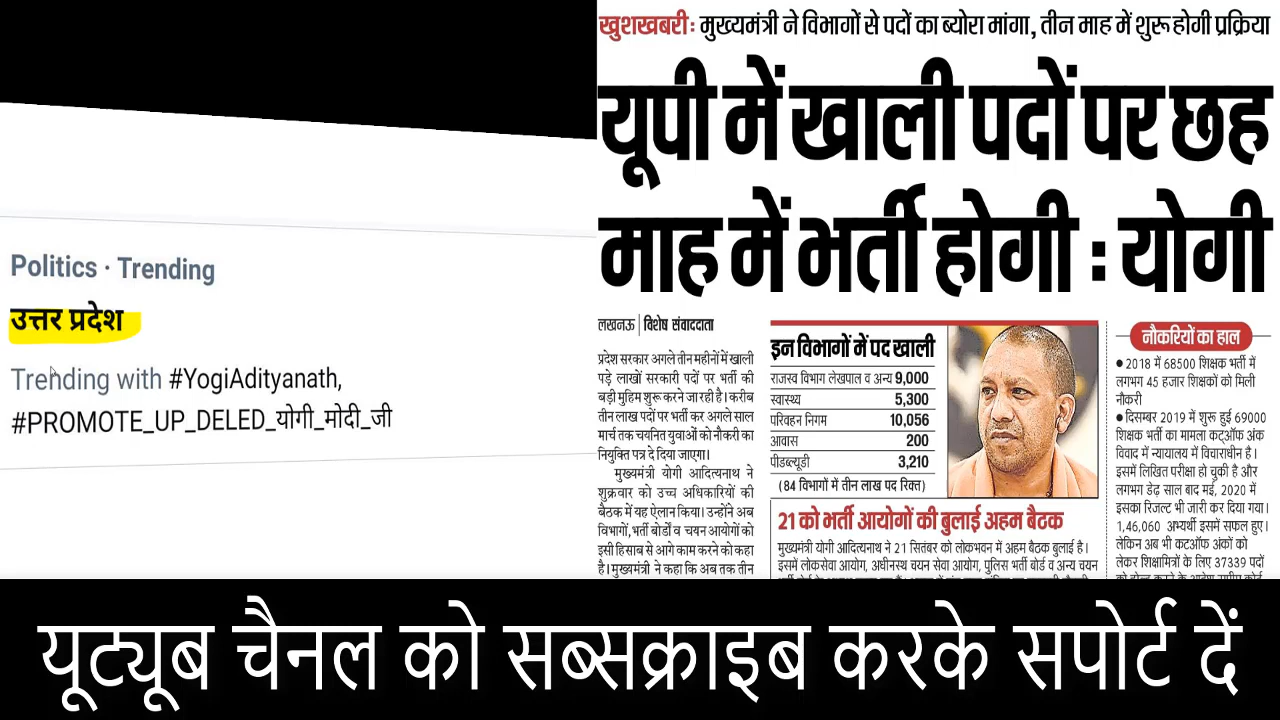 Politics · Trending
उत्तर प्रदेश
Trending with #YogiAdityanath,
#PROMOTE_UP_DELED_योगी_मोदी_जी
खुशखबरी: मुख्यमंत्री ने विभागों से पदों का ब्योरा मांगा, तीन माह में शुरू होगी प्रक्रिया
यूपी में खाली पदों पर छह
माह में भर्ती होगी : योगी
लखनऊ | विशेष संवाददाता
प्रदेश सरकार अगले तीन महीनों में खाली
पड़े लाखों सरकारी पदों पर भर्ती की
बड़ी मुहिम शुरू करने जा रही है। करीब
तीन लाख पदों पर भर्ती कर अगले साल
मार्च तक चयनित युवाओं को नौकरी का
नियुक्ति पत्र दे दिया जाएगा।
मुख्यमंत्री योगी आदित्यनाथ ने
शुक्रवार को उच्च अधिकारियों की
बैठक में यह ऐलान किया। उन्होंने अब
विभागों, भर्ती बोर्डों व चयन आयोगों को
इसी हिसाब से आगे काम करने को कहा
है। मुख्यमंत्री ने कहा कि अब तक तीन
इन विभागों में पद खाली
राजस्व विभाग लेखपाल व अन्य 9,000
स्वास्थ्य 5,300
परिवहन निगम 10,056
आवास 200
पीडब्ल्यूडी 3,210
(84 विभागों में तीन लाख पद रिक्त)
21 को भर्ती आयोगों की बुलाई अहम बैठक
मुख्यमंत्री योगी आदित्यनाथ ने 21 सितंबर को लोकभवन में अहम बैठक बुलाई है।
इसमें लोकसेवा आयोग, अधीनस्थ चयन सेवा आयोग, पुलिस भर्ती बोर्ड व अन्य चयन
नौकरियों का हाल
● 2018 में 68500 शिक्षक भर्ती में
लगभग 45 हजार शिक्षकों को मिली
नौकरी
● दिसम्बर 2019 में शुरू हुई 69000
शिक्षक भर्ती का मामला कट्ऑफ अंक
विवाद में न्यायालय में विचाराधीन है।
इसमें लिखित परीक्षा हो चुकी है और
लगभग डेढ़ साल बाद मई, 2020 में
इसका रिजल्ट भी जारी कर दिया गया।
1,46,060 अभ्यर्थी इसमें सफल हुए।
लेकिन अब भी कटऑफ अंकों को
लेकर शिक्षामित्रों के लिए 37339 पदों
यूट्यूब चैनल को सब्सक्राइब करके सपोर्ट दें